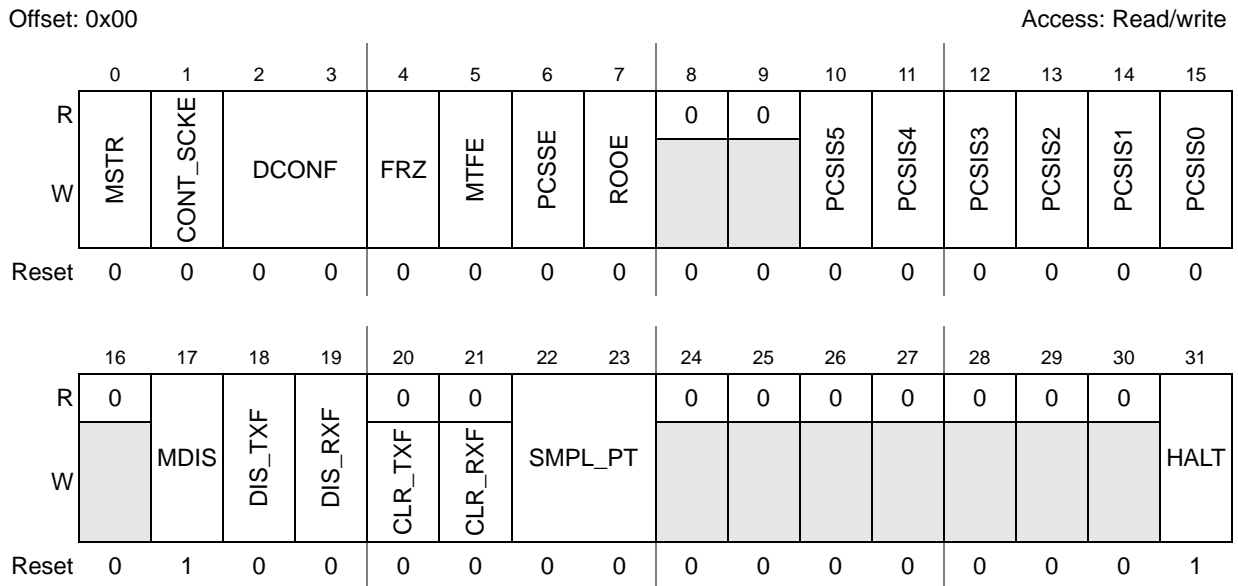 Offset: 0x00 Access: Read/write
0 1 2 3 4 5 6 7 8 9 10 11 12 13 14 15
R 0 0
W MSTR CONT_SCKE DCONF FRZ MTFE PCSSE ROOE PCSIS5 PCSIS4 PCSIS3 PCSIS2 PCSIS1 PCSIS0
Reset 0 0 0 0 0 0 0 0 0 0 0 0 0 0 0 0
16 17 18 19 20 21 22 23 24 25 26 27 28 29 30 31
R 0 0 0 0 0 0 0 0 0 0
W MDIS DIS_TXF DIS_RXF CLR_TXF CLR_RXF SMPL_PT HALT
Reset 0 1 0 0 0 0 0 0 0 0 0 0 0 0 0 1